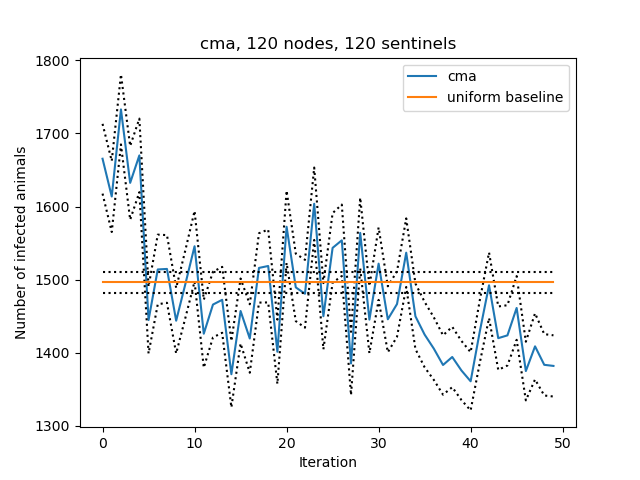 cma, 120 nodes, 120 sentinels
cma
uniform baseline
Number of infected animals
1800
1700
1600
1500
1400
1300
0 10 20 30 40 50
Iteration